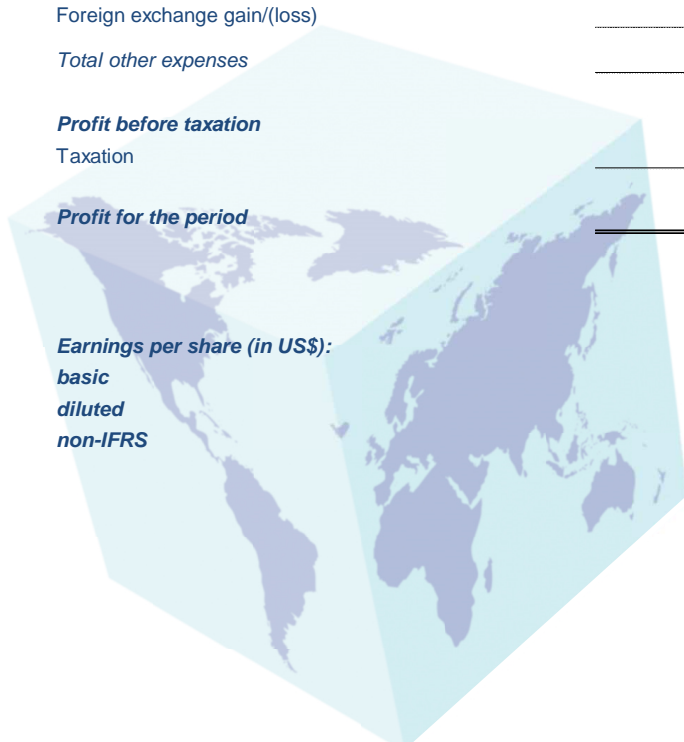 Foreign exchange gain/(loss)
Total other expenses
Profit before taxation
Taxation
Profit for the period
Earnings per share (in US$):
basic
diluted
non-IFRS